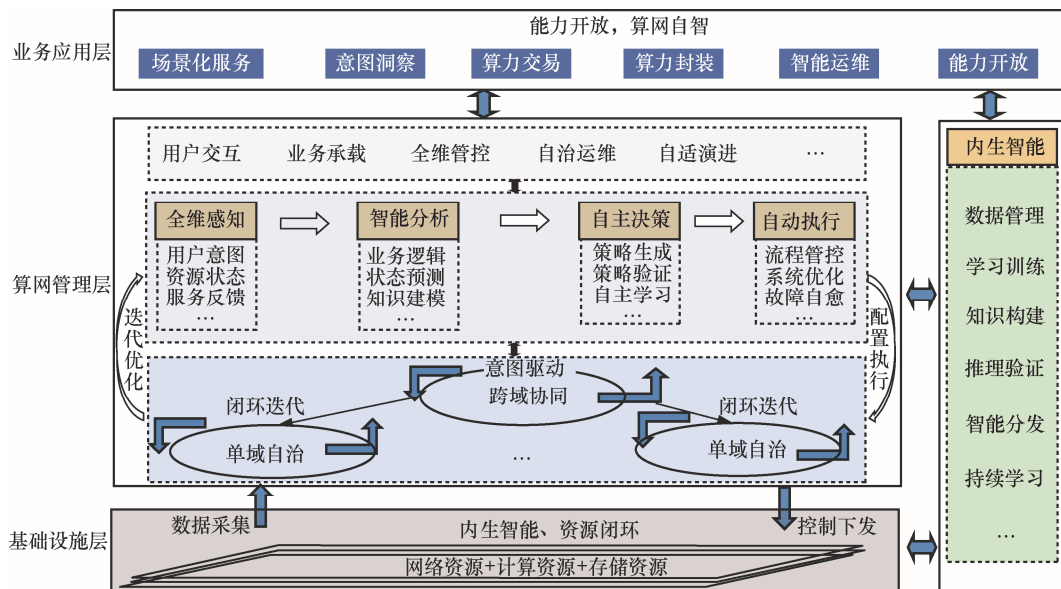 能力开放，算网自智
业务应用层
场景化服务 意图洞察 算力交易 算力封装 智能运维 能力开放
算网管理层
用户交互 业务承载 全维管控 自治运维 自适演进 …
全维感知 智能分析 自主决策 自动执行
用户意图
资源状态
服务反馈
…
业务逻辑
状态预测
知识建模
…
策略生成
策略验证
自主学习
…
流程管控
系统优化
故障自愈
…
迭代优化
配置执行
意图驱动
跨域协同
闭环迭代
闭环迭代
单域自治
…
单域自治
数据采集
控制下发
基础设施层
内生智能、资源闭环
网络资源+计算资源+存储资源
内生智能
数据管理
学习训练
知识构建
推理验证
智能分发
持续学习
…